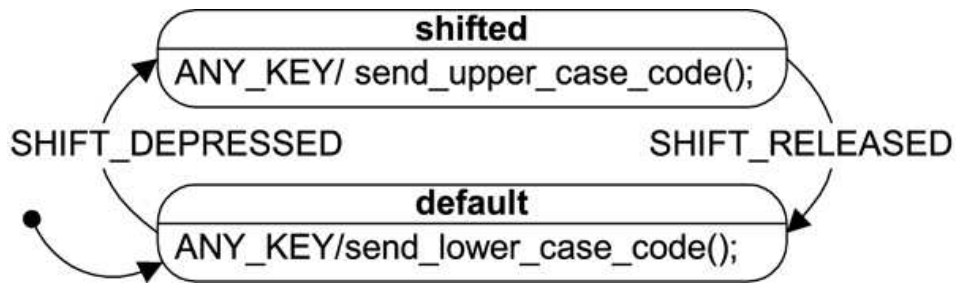 shifted
ANY_KEY/ send_upper_case_code();
SHIFT_DEPRESSED
SHIFT_RELEASED
default
ANY_KEY/send_lower_case_code();